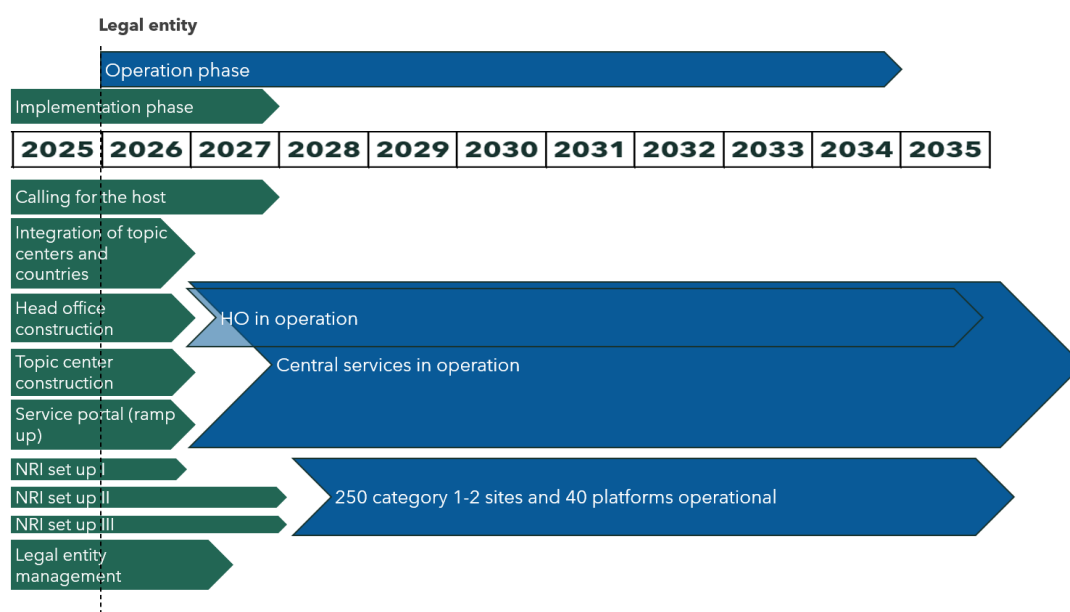 Legal entity
Operation phase
Implementation phase
2025 2026 2027 2028 2029 2030 2031 2032 2033 2034 2035
Calling for the host
Integration of topic
centers and
countries
Head office
construction
HO in operation
Topic center
construction
Central services in operation
Service portal (ramp
up)
NRI set up I
NRI set up II
250 category 1-2 sites and 40 platforms operational
NRI set up III
Legal entity
management